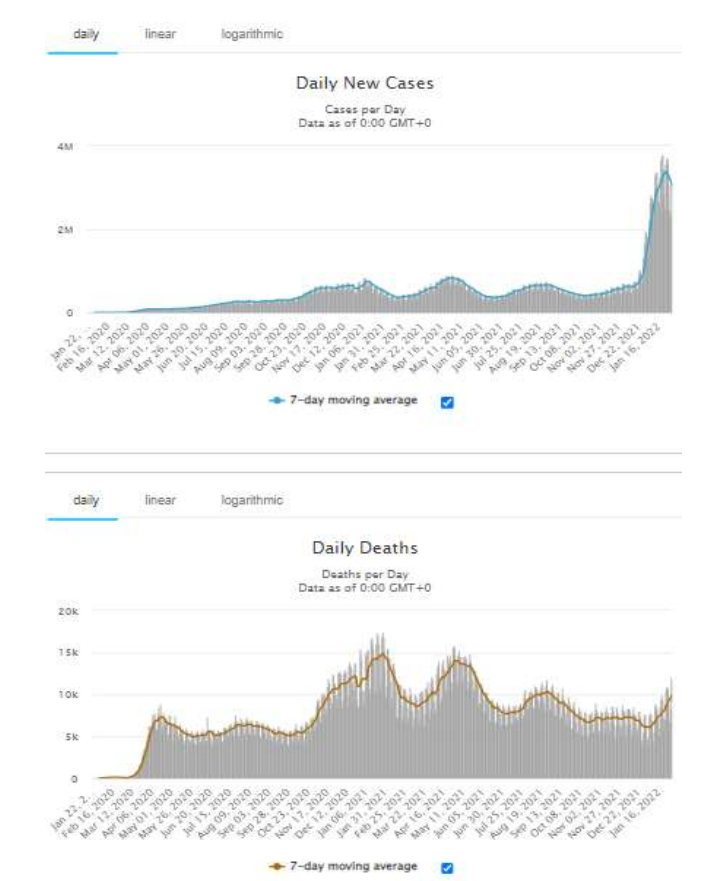 daily linear logarithmic
Daily New Cases
Cases per Day
Data as of 0:00 GMT+0
4M
2M
0
Jan 22, ...
Feb 16, 2020
Mar 12, 2020
Apr 06, 2020
May 01, 2020
May 26, 2020
Jun 20, 2020
Jul 15, 2020
Aug 09, 2020
Sep 03, 2020
Sep 28, 2020
Oct 23, 2020
Nov 17, 2020
Dec 12, 2020
Jan 06, 2021
Jan 31, 2021
Feb 25, 2021
Mar 22, 2021
Apr 16, 2021
May 11, 2021
Jun 05, 2021
Jun 30, 2021
Jul 25, 2021
Aug 19, 2021
Sep 13, 2021
Oct 08, 2021
Nov 02, 2021
Nov 27, 2021
Dec 22, 2021
Jan 16, 2022
7-day moving average
daily linear logarithmic
Daily Deaths
Deaths per Day
Data as of 0:00 GMT+0
20k
15k
10k
5k
0
Jan 22, 2...
Feb 16, 2020
Mar 12, 2020
Apr 06, 2020
May 01, 2020
May 26, 2020
Jun 20, 2020
Jul 15, 2020
Aug 09, 2020
Sep 03, 2020
Sep 28, 2020
Oct 23, 2020
Nov 17, 2020
Dec 12, 2020
Jan 06, 2021
Jan 31, 2021
Feb 25, 2021
Mar 22, 2021
Apr 16, 2021
May 11, 2021
Jun 05, 2021
Jun 30, 2021
Jul 25, 2021
Aug 19, 2021
Sep 13, 2021
Oct 08, 2021
Nov 02, 2021
Nov 27, 2021
Dec 22, 2021
Jan 16, 2022
7-day moving average